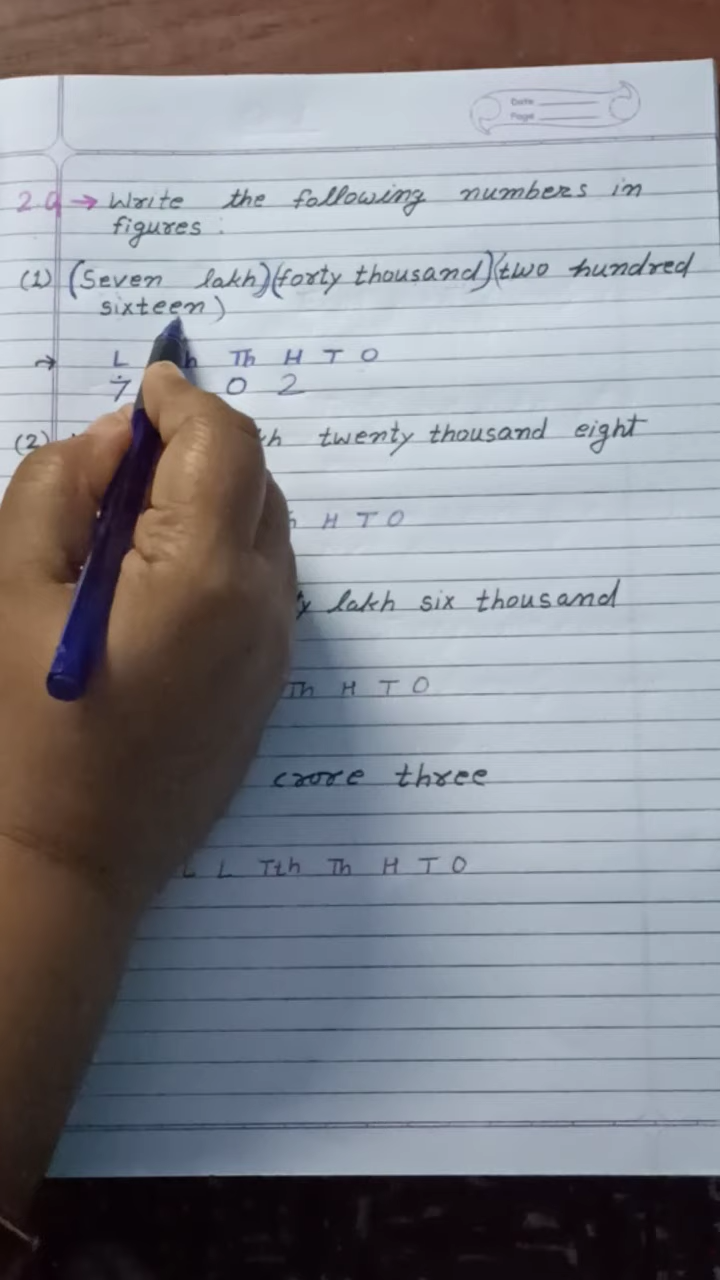 Date
Page
2Q → Write the following numbers in
figures :
(1) (Seven lakh) (forty thousand) (two hundred
sixteen)
→ L Th H T O
7 0 2
(2) twenty thousand eight
H T O
lakh six thousand
Th H T O
crore three
L L Tth Th H T O